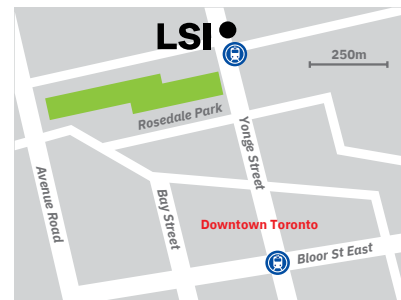 LSI
250m
Rosedale Park
Yonge Street
Avenue Road
Bay Street
Downtown Toronto
Bloor St East